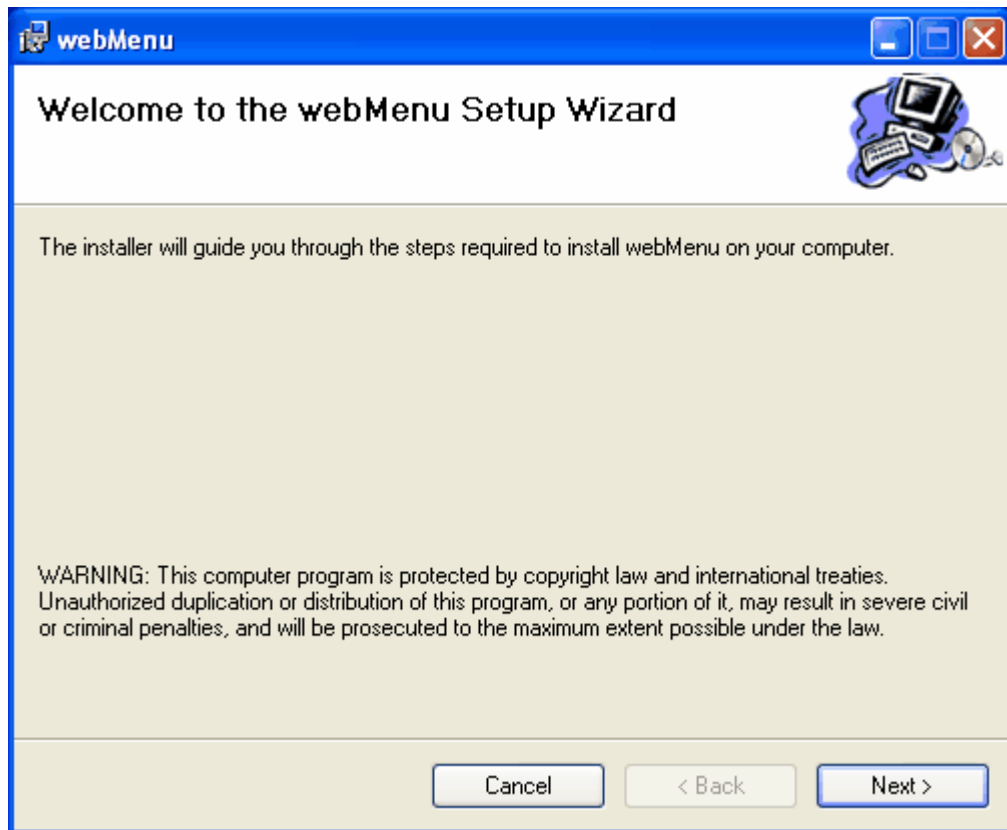 webMenu
Welcome to the webMenu Setup Wizard
The installer will guide you through the steps required to install webMenu on your computer.
WARNING: This computer program is protected by copyright law and international treaties.
Unauthorized duplication or distribution of this program, or any portion of it, may result in severe civil
or criminal penalties, and will be prosecuted to the maximum extent possible under the law.
Cancel < Back Next >